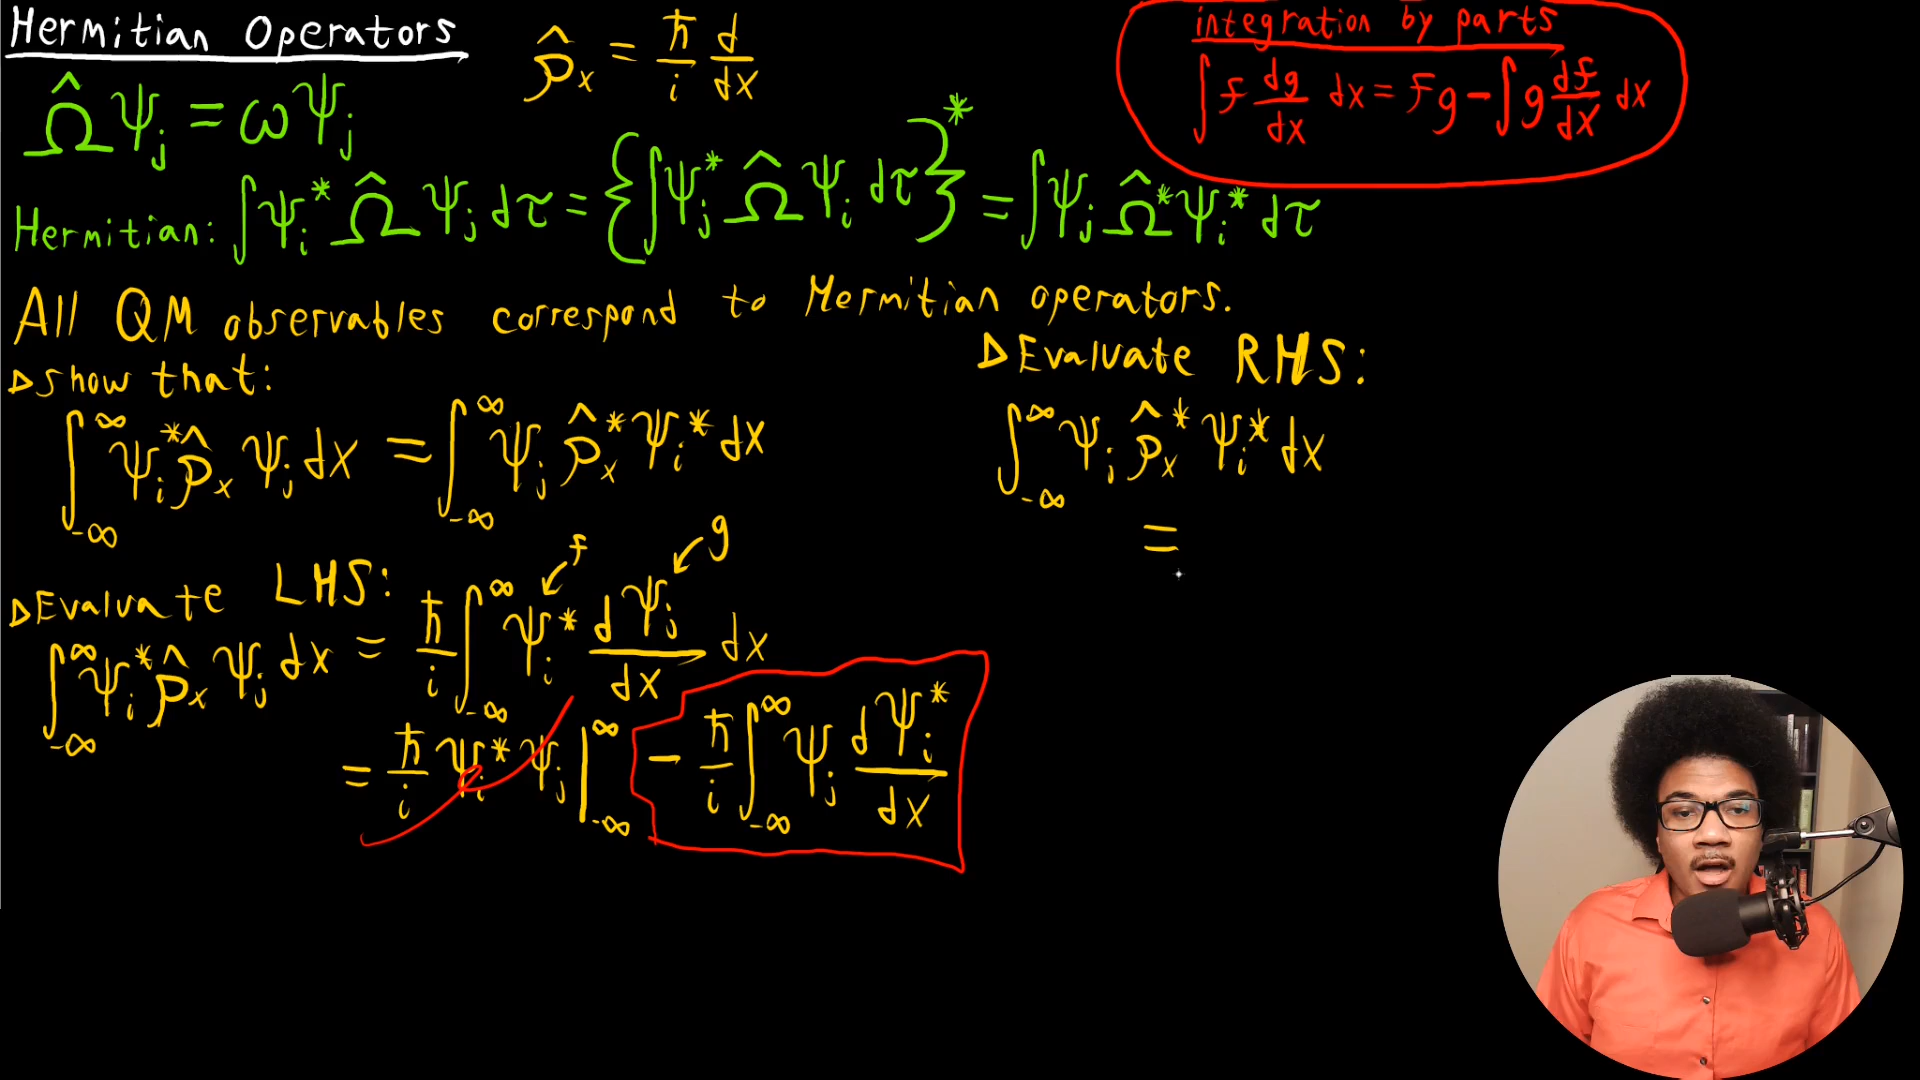 Hermitian Operators
p̂ₓ = ħ/i d/dx
integration by parts
∫ f dg/dx dx = fg - ∫ g df/dx dx
Ω̂ Ψⱼ = ω Ψⱼ
Hermitian: ∫ Ψᵢ* Ω̂ Ψⱼ dτ = {∫ Ψⱼ* Ω̂ Ψᵢ dτ}* = ∫ Ψⱼ Ω̂* Ψᵢ* dτ
All QM observables correspond to Hermitian operators.
▷Show that:
∫_{-∞}^{∞} Ψᵢ* p̂ₓ Ψⱼ dx = ∫_{-∞}^{∞} Ψⱼ p̂ₓ* Ψᵢ* dx
▷Evaluate LHS:
f
g
∫_{-∞}^{∞} Ψᵢ* p̂ₓ Ψⱼ dx = ħ/i ∫_{-∞}^{∞} Ψᵢ* dΨⱼ/dx dx
= ħ/i Ψᵢ* Ψⱼ |_{-∞}^{∞} - ħ/i ∫_{-∞}^{∞} Ψⱼ dΨᵢ*/dx
▷Evaluate RHS:
∫_{-∞}^{∞} Ψⱼ p̂ₓ* Ψᵢ* dx
=